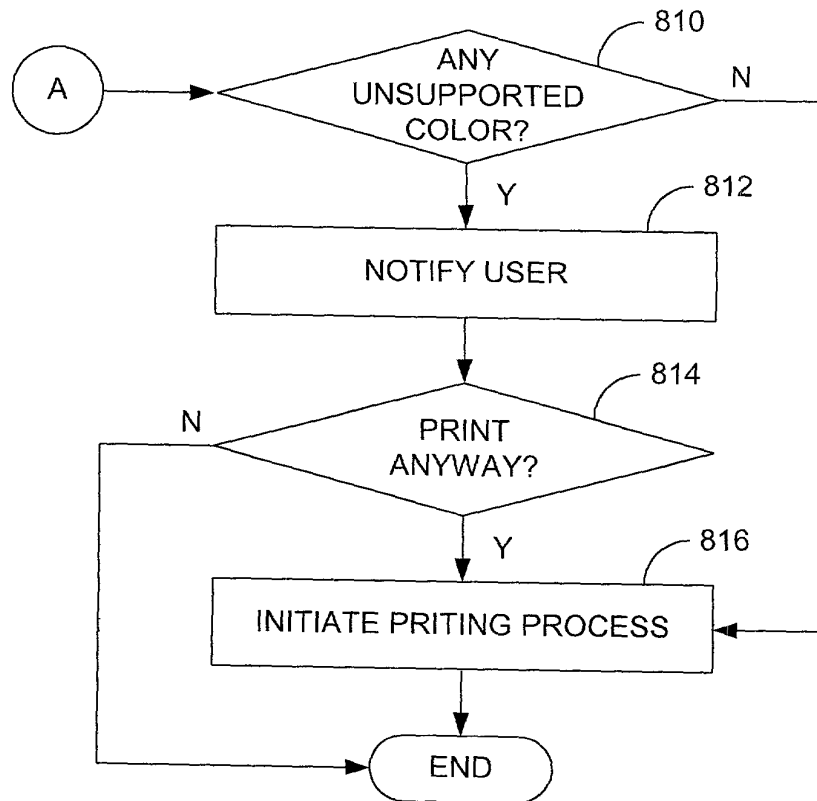 810
A
ANY
UNSUPPORTED
COLOR?
N
Y
812
NOTIFY USER
814
N
PRINT
ANYWAY?
Y
816
INITIATE PRITING PROCESS
END